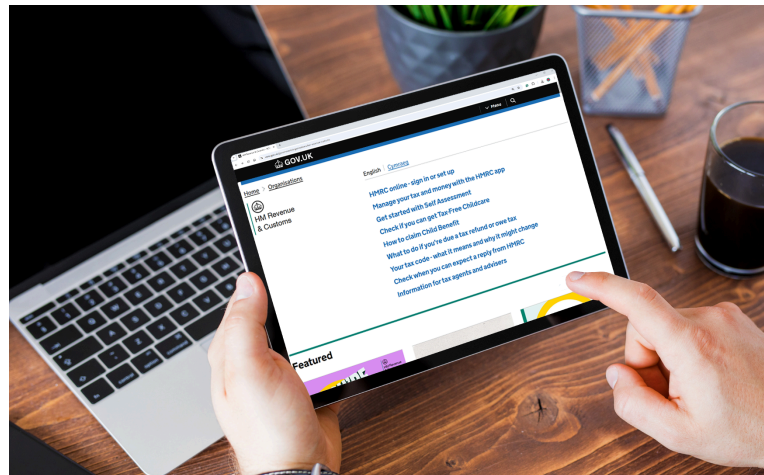 GOV.UK
Menu
Home > Organisations
English Cymraeg
HM Revenue
& Customs
HMRC online - sign in or set up
Manage your tax and money with the HMRC app
Get started with Self Assessment
Check if you can get Tax-Free Childcare
How to claim Child Benefit
What to do if you're due a tax refund or owe tax
Your tax code - what it means and why it might change
Check when you can expect a reply from HMRC
Information for tax agents and advisers
Featured